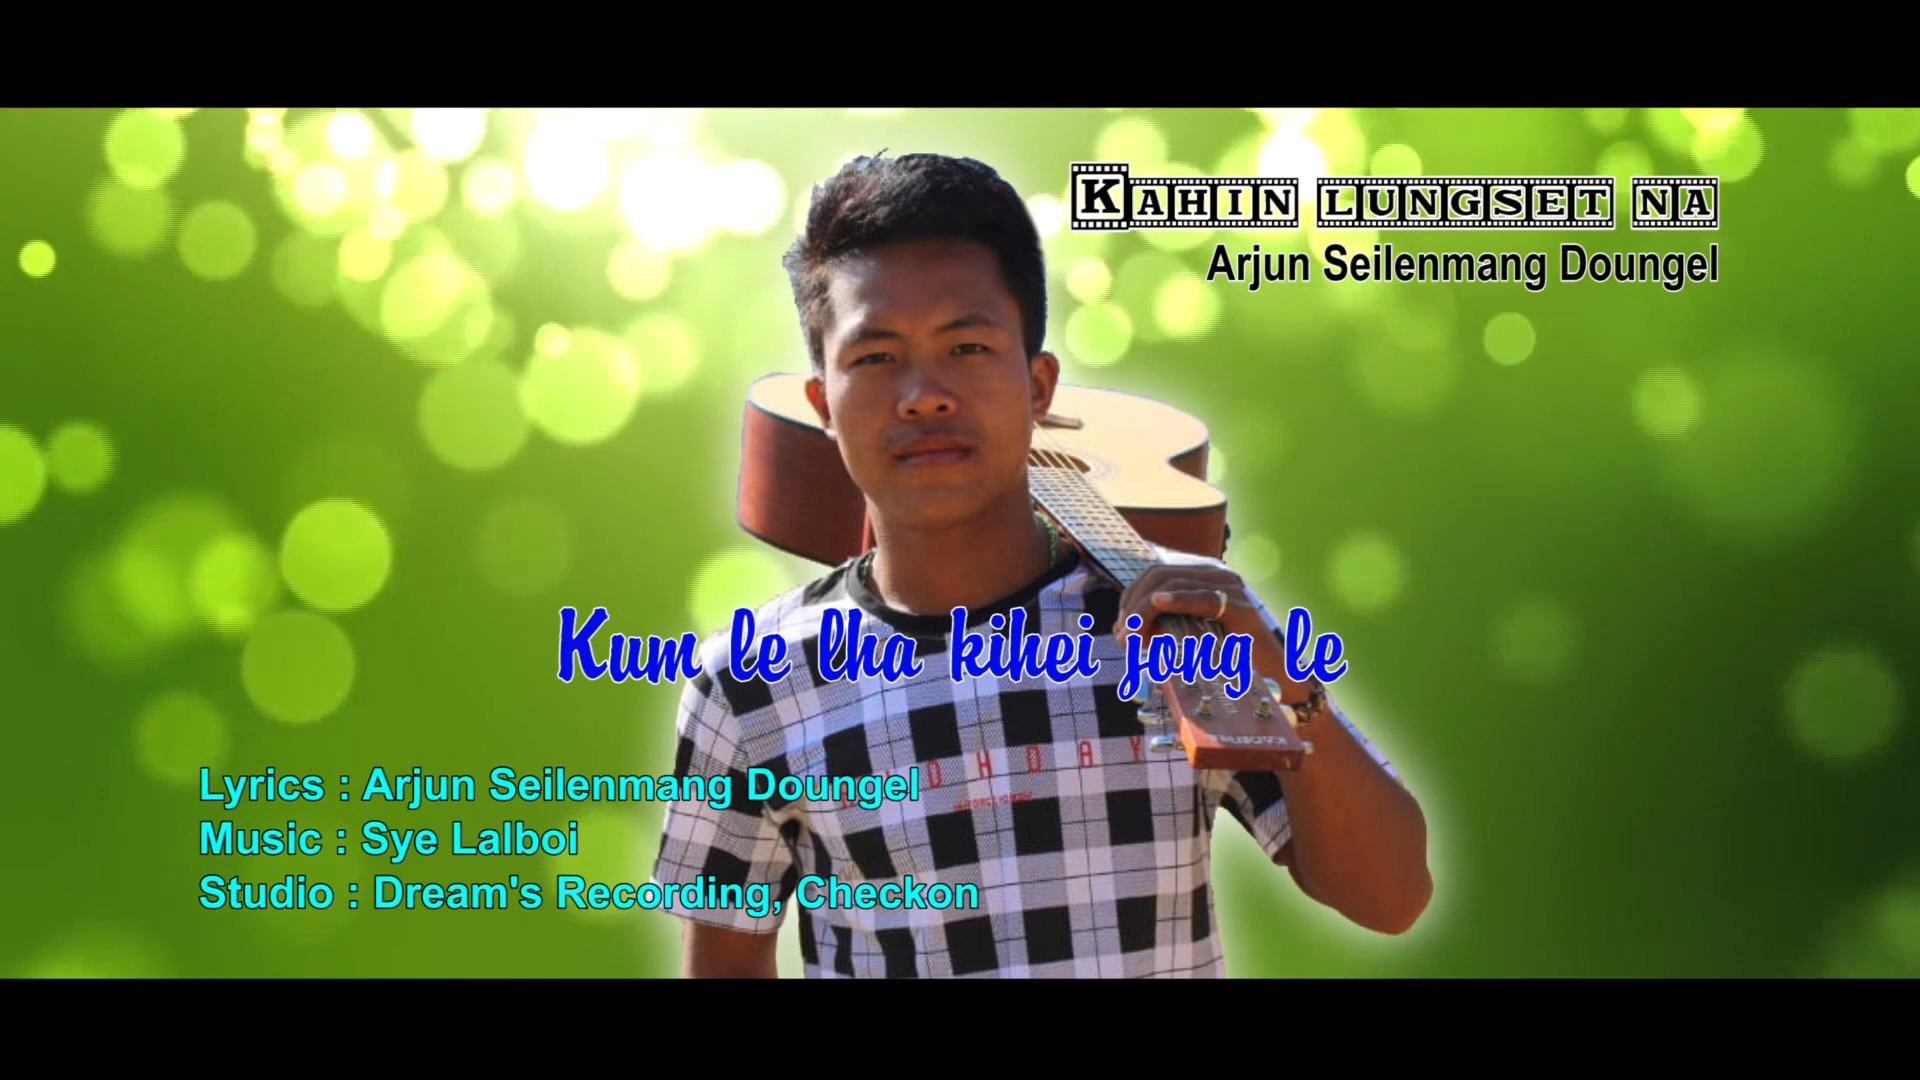 Kahin lungset na
Arjun Seilenmang Doungel
Kum le lha kihei jong le
Lyrics : Arjun Seilenmang Doungel
Music : Sye Lalboi
Studio : Dream's Recording, Checkon